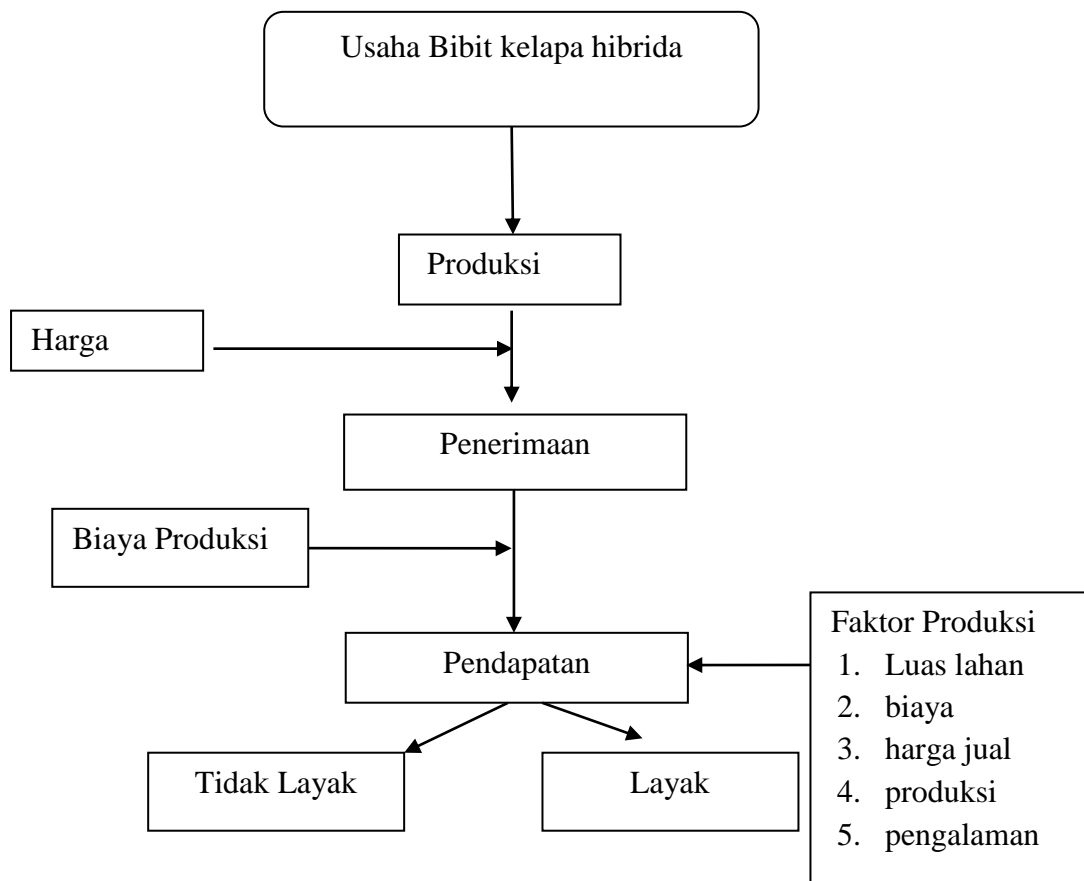 Usaha Bibit kelapa hibrida
Produksi
Harga
Penerimaan
Biaya Produksi
Pendapatan
Faktor Produksi
1. Luas lahan
2. biaya
3. harga jual
4. produksi
5. pengalaman
Tidak Layak
Layak